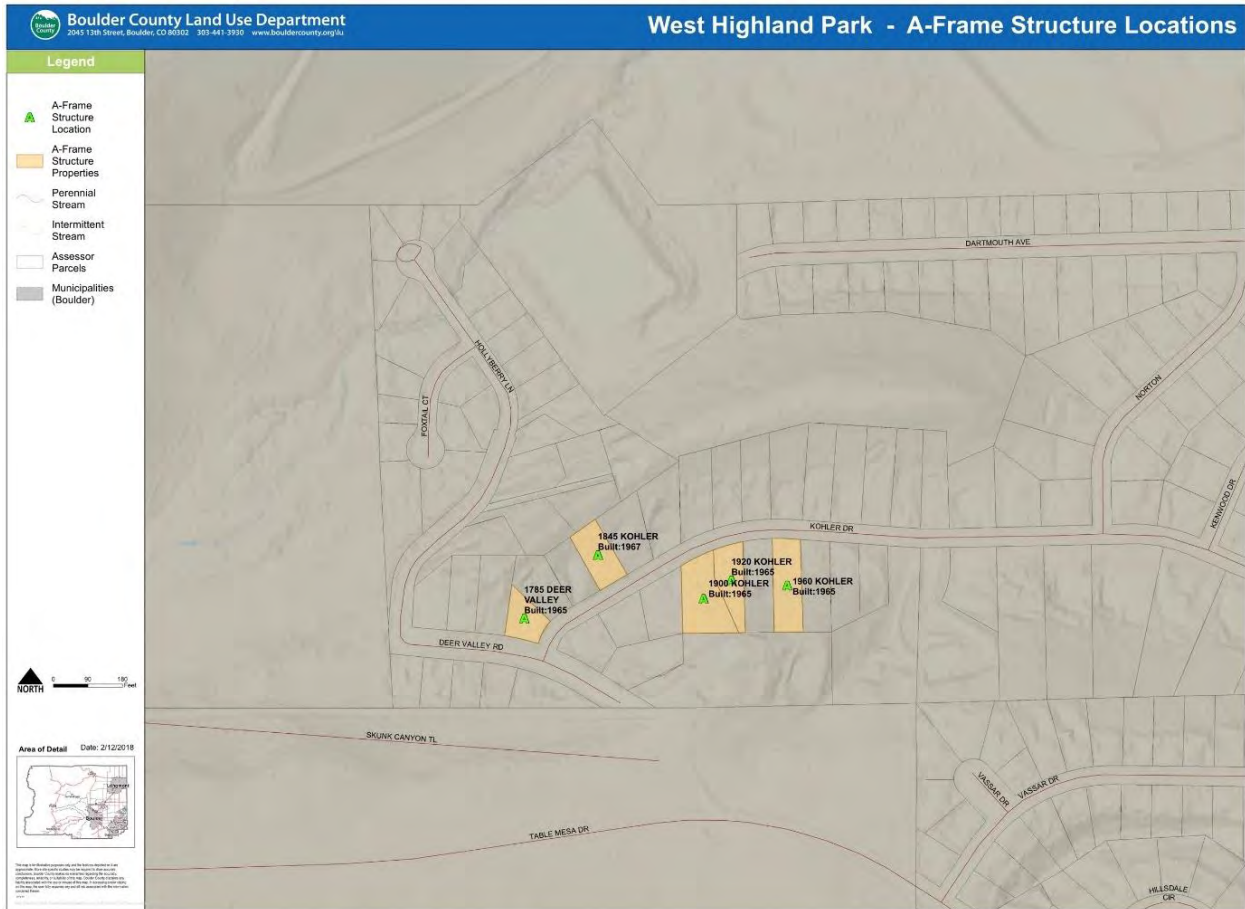 Boulder County Land Use Department
2045 13th Street, Boulder, CO 80302 303-441-3930 www.bouldercounty.org\lu
West Highland Park - A-Frame Structure Locations
Boulder
County
Legend
A
A-Frame
Structure
Location
A-Frame
Structure
Properties
Perennial
Stream
Intermittent
Stream
Assessor
Parcels
Municipalities
(Boulder)
DARTMOUTH AVE
HOLLYBERRY LN
FOXTAIL CT
NORTON
KENWOOD DR
KOHLER DR
1845 KOHLER
Built:1967
A
1920 KOHLER
Built:1965
A
1900 KOHLER
Built:1965
A
1960 KOHLER
Built:1965
A
1785 DEER
VALLEY
Built:1965
A
DEER VALLEY RD
NORTH
0 90 180
Feet
SKUNK CANYON TL
VASSAR DR
VASSAR DR
TABLE MESA DR
HILLSDALE
CIR
Area of Detail Date: 2/12/2018
Longmont
Boulder